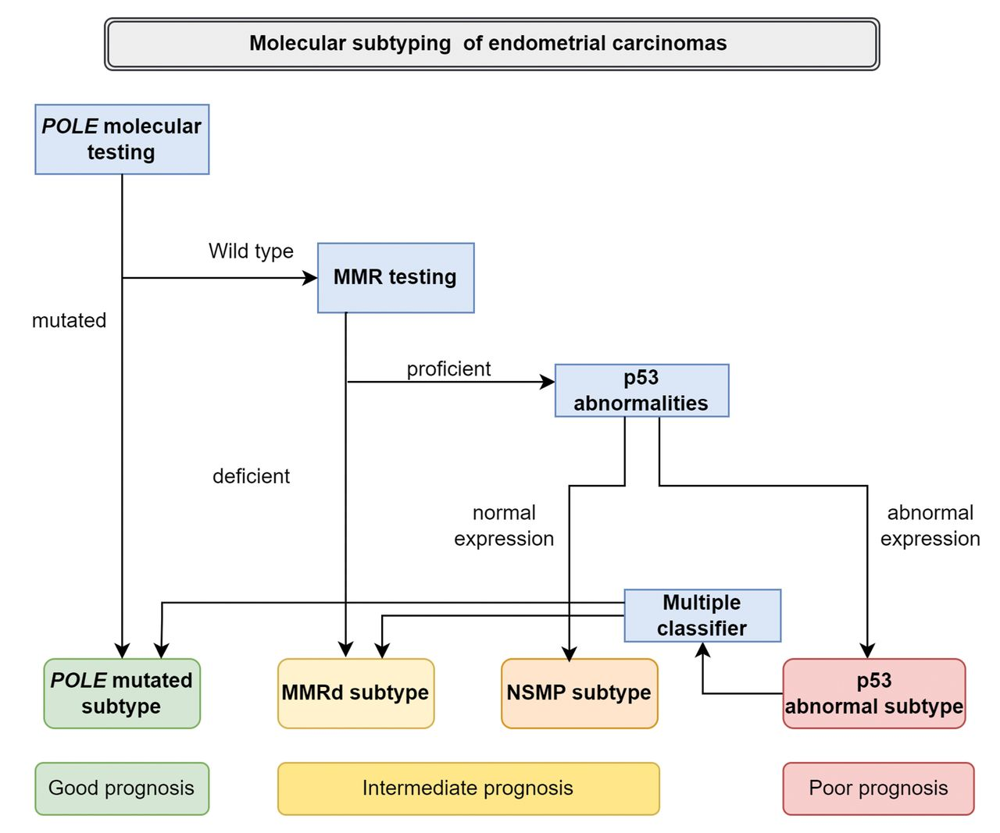 Molecular subtyping  of endometrial carcinomas
POLE molecular
testing
Wild type
MMR testing
mutated
proficient
p53
abnormalities
deficient
normal
expression
abnormal
expression
Multiple
classifier
POLE mutated
subtype
MMRd subtype
NSMP subtype
p53
abnormal subtype
Good prognosis
Intermediate prognosis
Poor prognosis